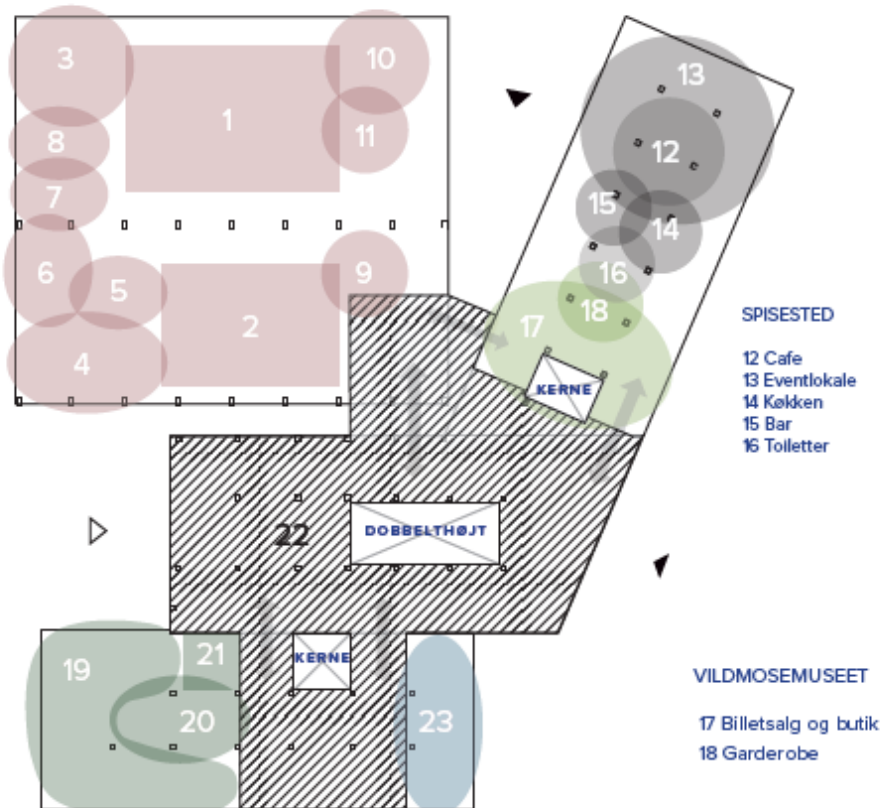 3
10
1
11
8
7
6
5
9
2
4
13
12
15
14
16
18
17
KERNE
SPISESTED
12 Cafe
13 Eventlokale
14 Køkken
15 Bar
16 Toiletter
22
DOBBELTHØJT
19
21
KERNE
20
23
VILDMOSEMUSEET
17 Billetsalg og butik
18 Garderobe